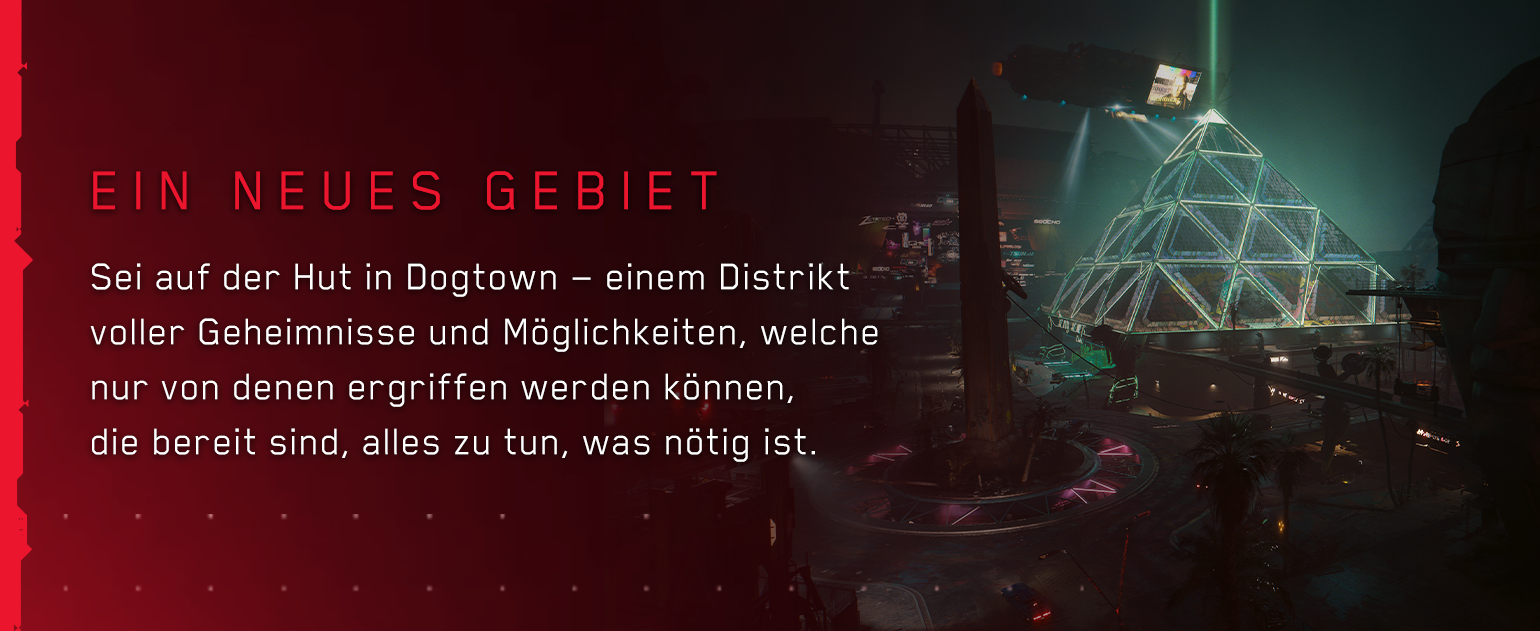 EIN NEUES GEBIET
Sei auf der Hut in Dogtown – einem Distrikt
voller Geheimnisse und Möglichkeiten, welche
nur von denen ergriffen werden können,
die bereit sind, alles zu tun, was nötig ist.